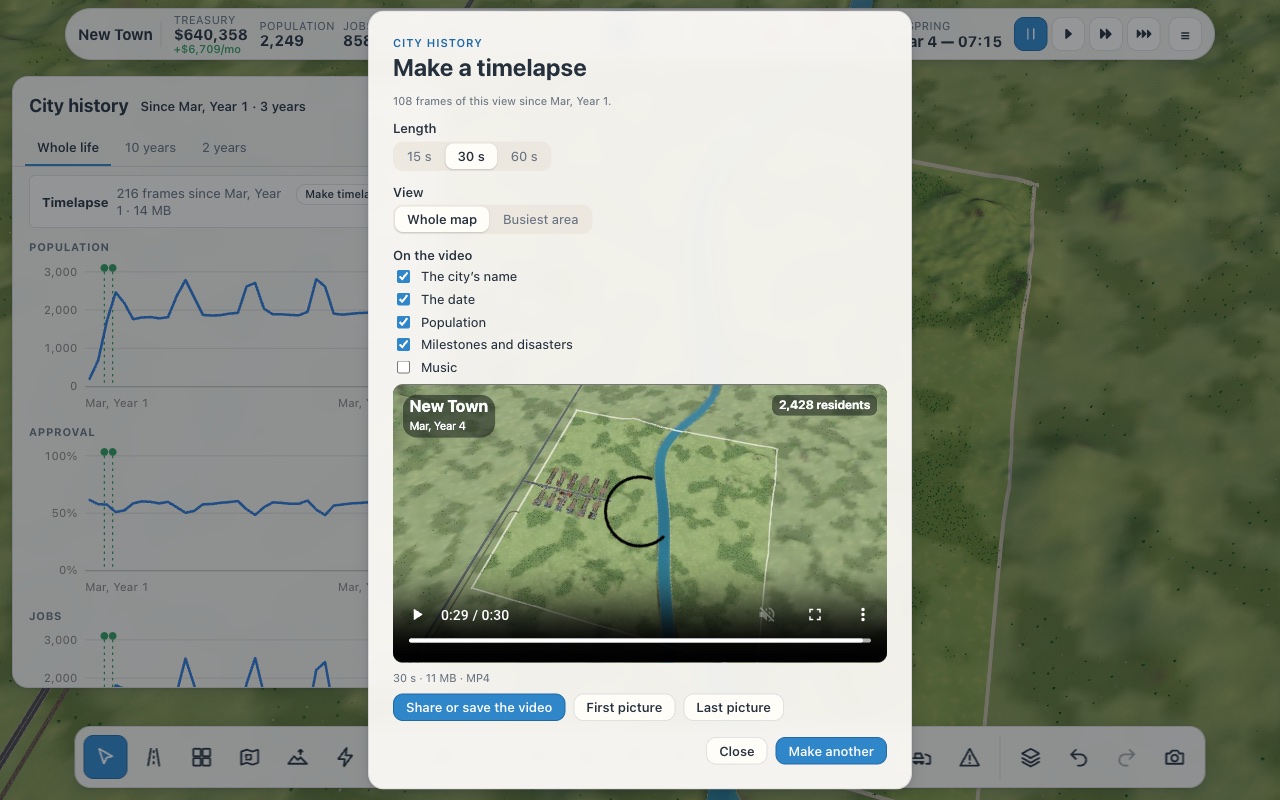 New Town
TREASURY
$640,358
+$6,709/mo
POPULATION
2,249
JOBS
858
SPRING
ar 4 — 07:15
City history Since Mar, Year 1 · 3 years
Whole life 10 years 2 years
Timelapse
216 frames since Mar, Year
1 · 14 MB
Make timela
POPULATION
3,000
2,000
1,000
0
Mar, Year 1
Mar, Y
APPROVAL
100%
50%
0%
Mar, Year 1
Mar, Y
JOBS
3,000
2,000
CITY HISTORY
Make a timelapse
108 frames of this view since Mar, Year 1.
Length
15 s 30 s 60 s
View
Whole map Busiest area
On the video
The city’s name
The date
Population
Milestones and disasters
Music
New Town
Mar, Year 4
2,428 residents
0:29 / 0:30
30 s · 11 MB · MP4
Share or save the video First picture Last picture
Close Make another